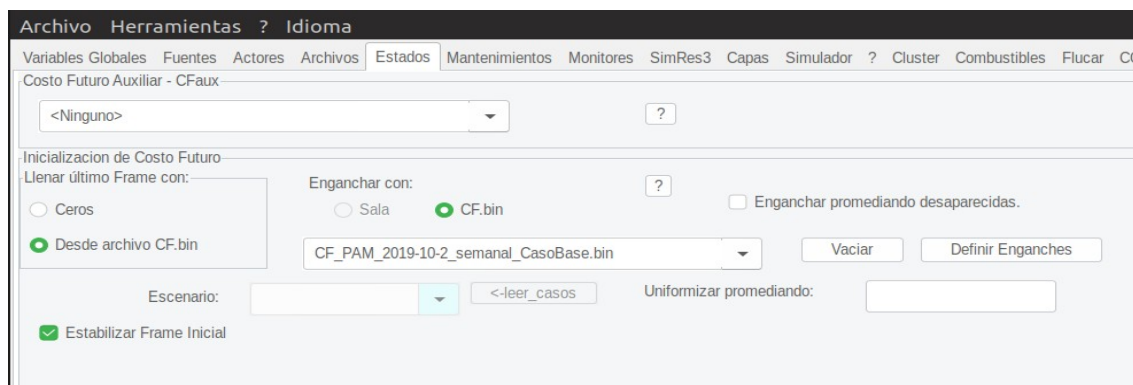 Archivo Herramientas ? Idioma
Variables Globales Fuentes Actores Archivos Estados Mantenimientos Monitores SimRes3 Capas Simulador ? Cluster Combustibles Flucar
Costo Futuro Auxiliar - CFaux
<Ninguno> ?
Inicializacion de Costo Futuro
Llenar último Frame con: Enganchar con: ?
Ceros Sala CF.bin Enganchar promediando desaparecidas.
Desde archivo CF.bin CF_PAM_2019-10-2_semanal_CasoBase.bin Vaciar Definir Enganches
Escenario: <-leer_casos Uniformizar promediando:
Estabilizar Frame Inicial